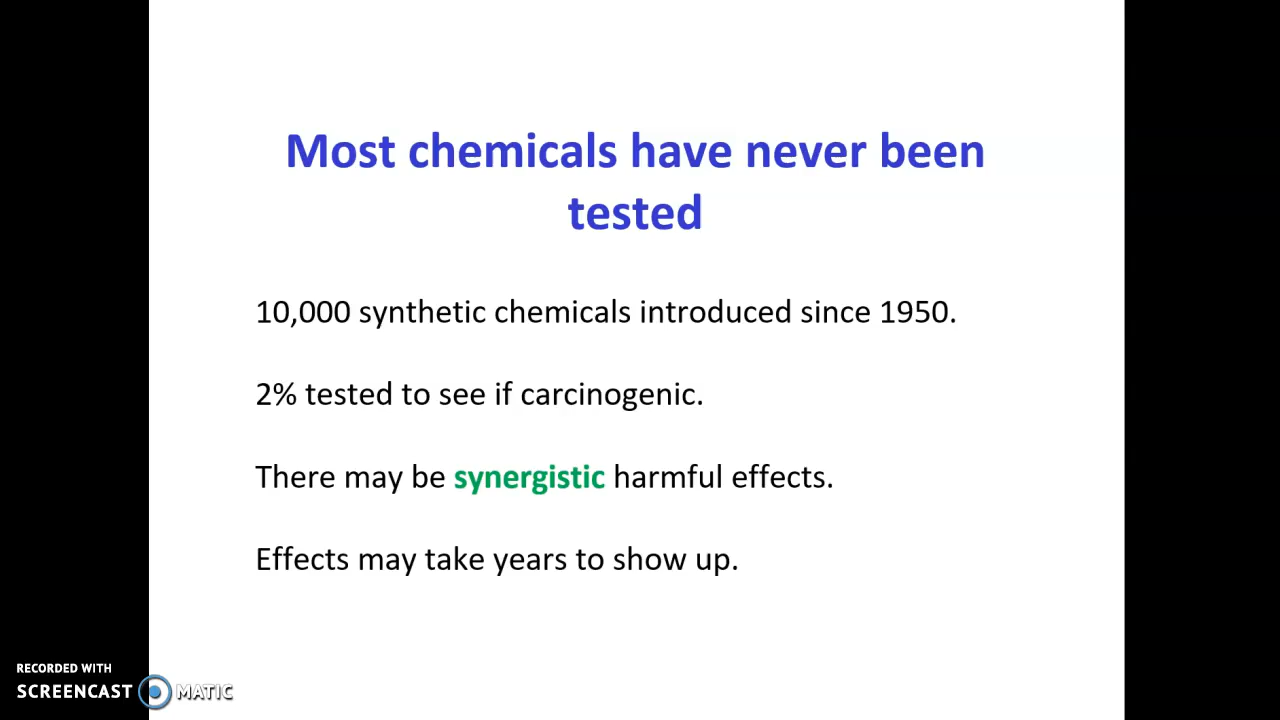 Most chemicals have never been
tested
10,000 synthetic chemicals introduced since 1950.
2% tested to see if carcinogenic.
There may be synergistic harmful effects.
Effects may take years to show up.
RECORDED WITH
SCREENCAST MATIC